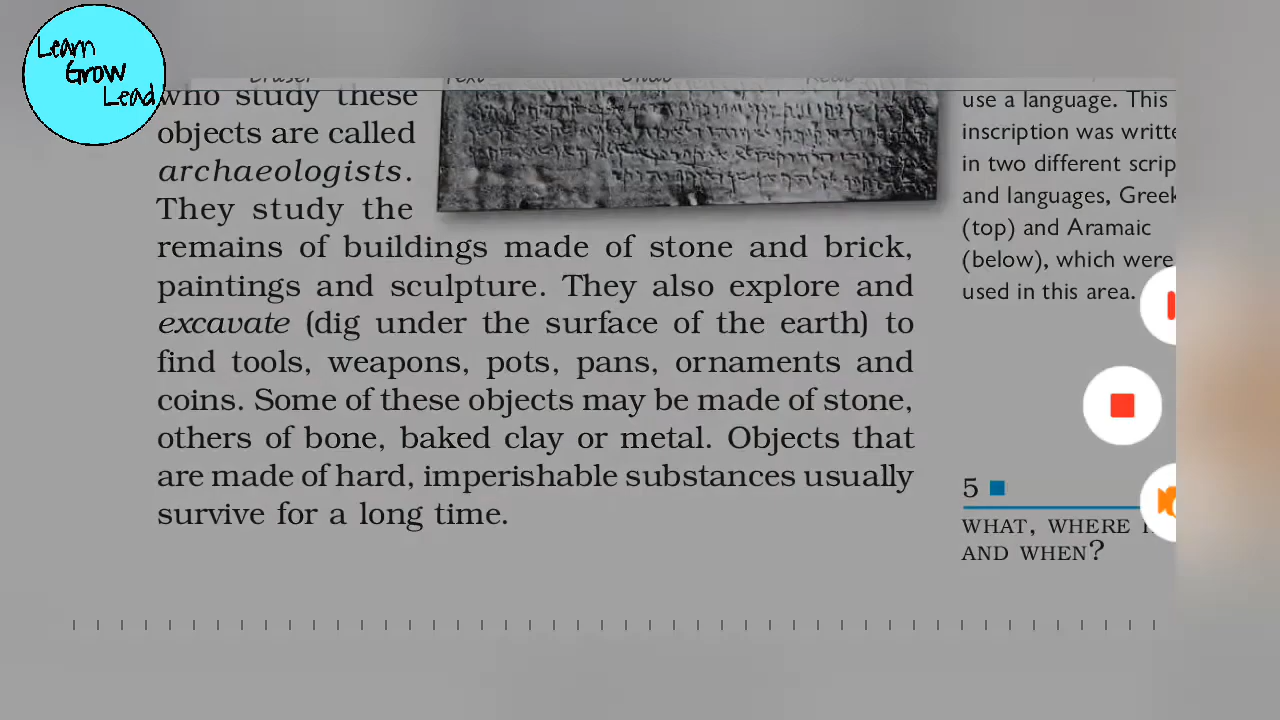 Learn
Grow
Lead
Eraser Text Undo Redo
who study these
objects are called
archaeologists.
They study the
remains of buildings made of stone and brick,
paintings and sculpture. They also explore and
excavate (dig under the surface of the earth) to
find tools, weapons, pots, pans, ornaments and
coins. Some of these objects may be made of stone,
others of bone, baked clay or metal. Objects that
are made of hard, imperishable substances usually
survive for a long time.
use a language. This
inscription was writte
in two different scrip
and languages, Greek
(top) and Aramaic
(below), which were
used in this area.
5
WHAT, WHERE
AND WHEN?